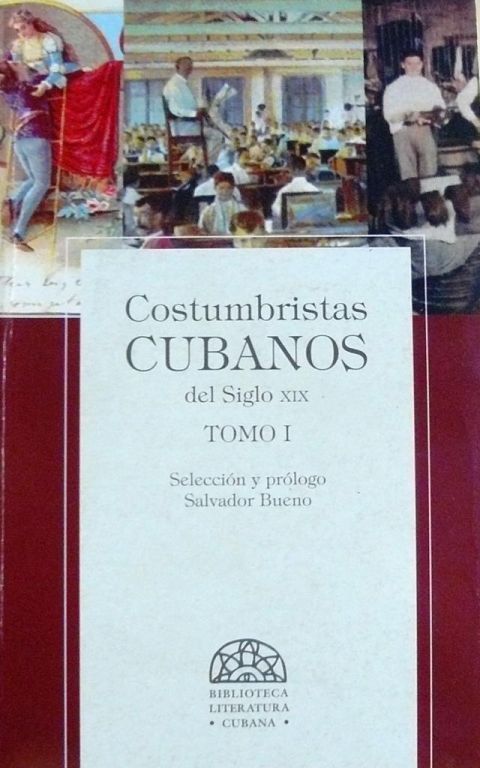 Costumbristas
CUBANOS
del Siglo XIX
TOMO I
Selección y prólogo
Salvador Bueno
BIBLIOTECA
LITERATURA
• CUBANA •